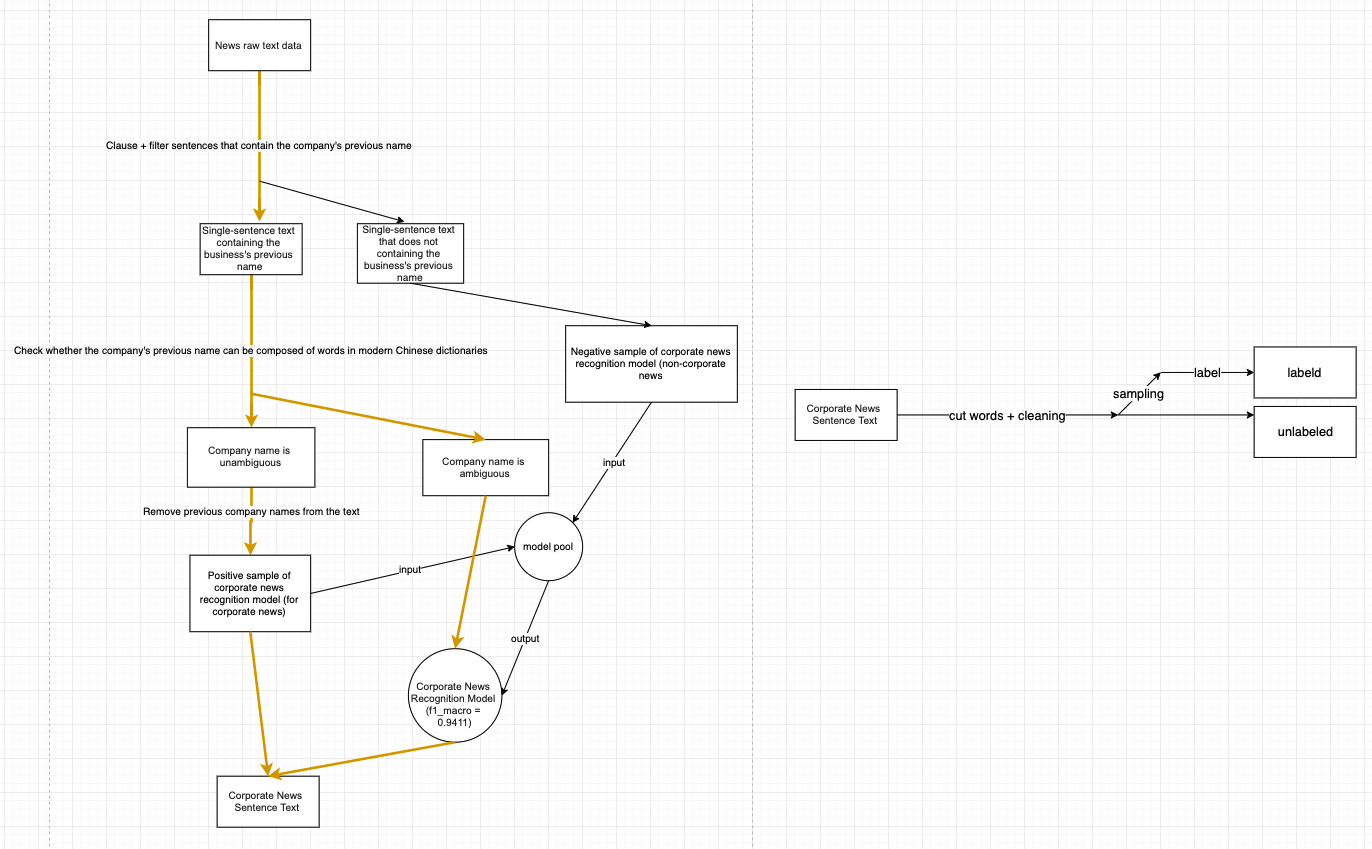 News raw text data
Clause + filter sentences that contain the company's previous name
Single-sentence text
containing the
business's previous
name
Single-sentence text
that does not
containing the
business's previous
name
Check whether the company's previous name can be composed of words in modern Chinese dictionaries
Negative sample of corporate news
recognition model (non-corporate
news
Company name is
unambiguous
Company name is
ambiguous
input
Remove previous company names from the text
model pool
input
Positive sample of
corporate news
recognition model (for
corporate news)
output
Corporate News
Recognition Model
(f1_macro =
0.9411)
Corporate News
Sentence Text
Corporate News
Sentence Text
cut words + cleaning
sampling
label
labeld
unlabeled